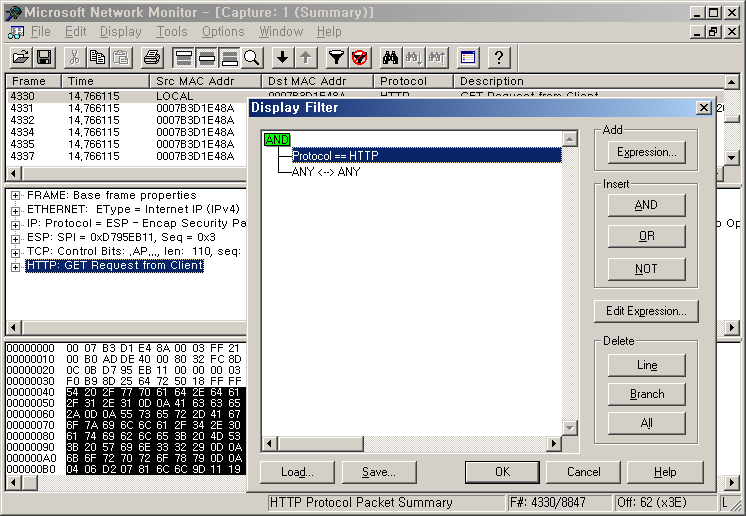 Microsoft Network Monitor - [Capture: 1 (Summary)]
File Edit Display Tools Options Window Help
Frame Time Src MAC Addr Dst MAC Addr Protocol Description
4330 14,766115 LOCAL 0007B3D1E48A HTTP GET Request from Client
4331 14,766115 0007B3D1E48A
4332 14,766115 0007B3D1E48A
4334 14,766115 0007B3D1E48A
4335 14,766115 0007B3D1E48A
4337 14,766115 0007B3D1E48A
FRAME: Base frame properties
ETHERNET: EType = Internet IP (IPv4)
IP: Protocol = ESP - Encap Security Pa
ESP: SPI = 0xD795EB11, Seq = 0x3
TCP: Control Bits: ,AP,,,, len: 110, seq:
HTTP: GET Request from Client
00000000 00 07 B3 D1 E4 8A 00 03 FF 21
00000010 00 B0 AD DE 40 00 80 32 FC 8D
00000020 0C 0B D7 95 EB 11 00 00 00 03
00000030 F0 B9 8D 25 64 72 50 18 FF FF
00000040 54 20 2F 77 70 61 64 2E 64 61
00000050 2F 31 2E 31 0D 0A 41 63 63 65
00000060 2A 0D 0A 55 73 65 72 2D 41 67
00000070 6F 7A 69 6C 6C 61 2F 34 2E 30
00000080 61 74 69 62 6C 65 3B 20 4D 53
00000090 3B 20 57 69 6E 33 32 29 0D 0A
000000A0 6B 6F 72 70 72 6F 78 79 0D 0A
000000B0 04 06 D2 07 81 6C 6C 9D 11 19
Display Filter
AND
Protocol == HTTP
ANY <--> ANY
Add
Expression...
Insert
AND
OR
NOT
Edit Expression...
Delete
Line
Branch
All
Load... Save... OK Cancel Help
HTTP Protocol Packet Summary F#: 4330/8847 Off: 62 (x3E) L